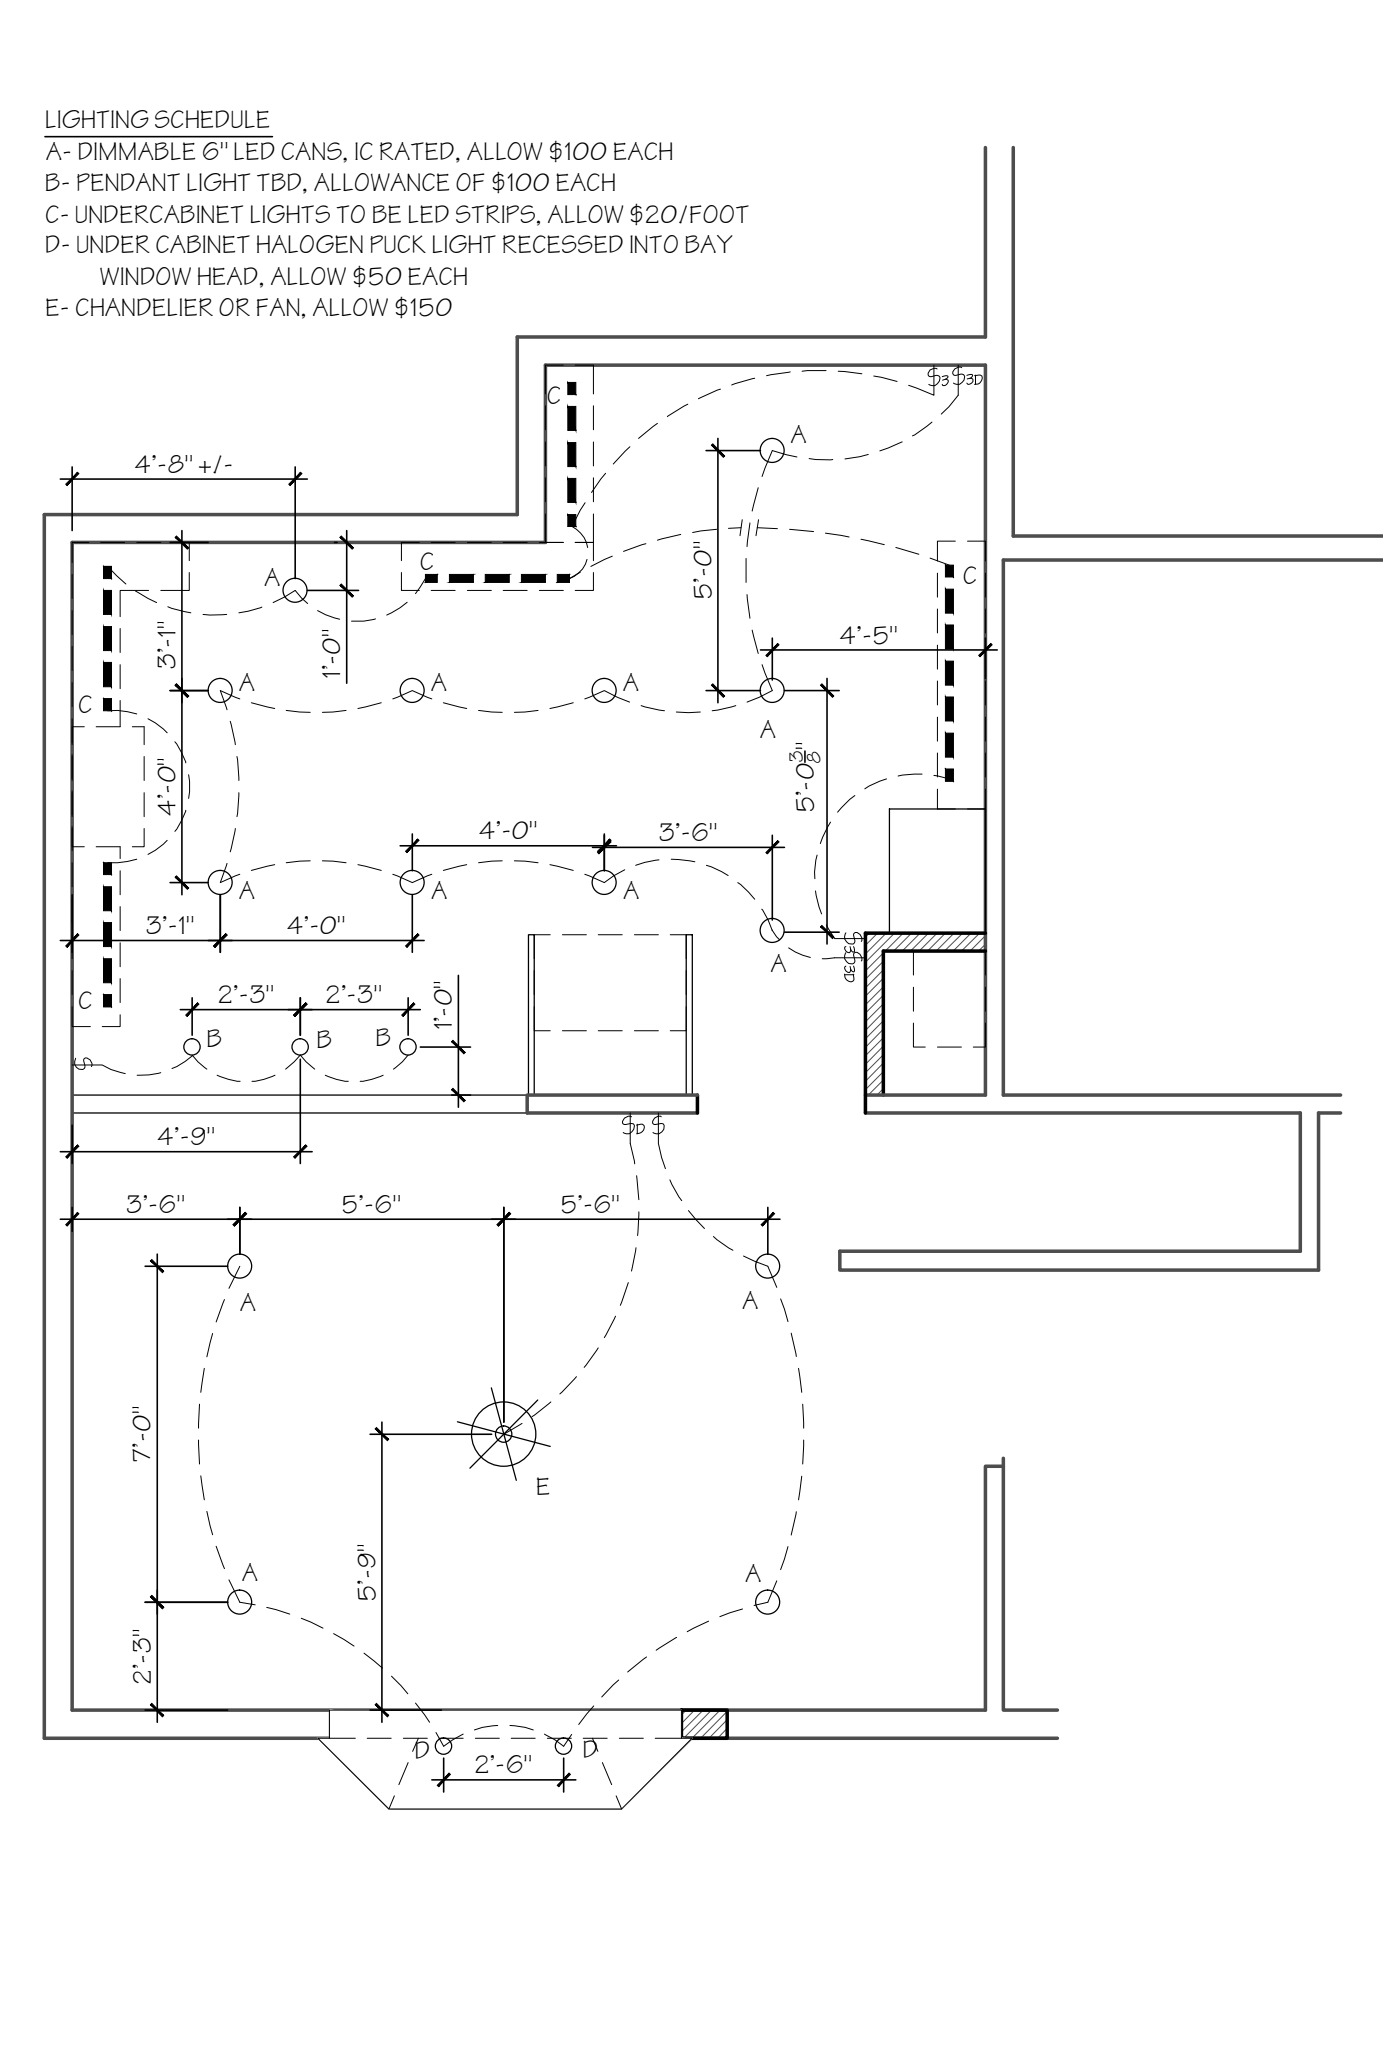 LIGHTING SCHEDULE
A- DIMMABLE 6" LED CANS, IC RATED, ALLOW $100 EACH
B- PENDANT LIGHT TBD, ALLOWANCE OF $100 EACH
C- UNDERCABINET LIGHTS TO BE LED STRIPS, ALLOW $20/FOOT
D- UNDER CABINET HALOGEN PUCK LIGHT RECESSED INTO BAY
WINDOW HEAD, ALLOW $50 EACH
E- CHANDELIER OR FAN, ALLOW $150
$3 $3D
C
A
4'-8" +/-
C
A
C
5'-0"
3'-1"
1'-0"
4'-5"
A
A
A
C
A
5'-0 3/8"
4'-0"
4'-0"
3'-6"
A
A
A
3'-1"
4'-0"
A
$3 $3D
C
2'-3"
2'-3"
1'-0"
B
B
B
$
$D $
4'-9"
3'-6"
5'-6"
5'-6"
A
A
7'-0"
E
5'-9"
A
A
2'-3"
D
D
2'-6"